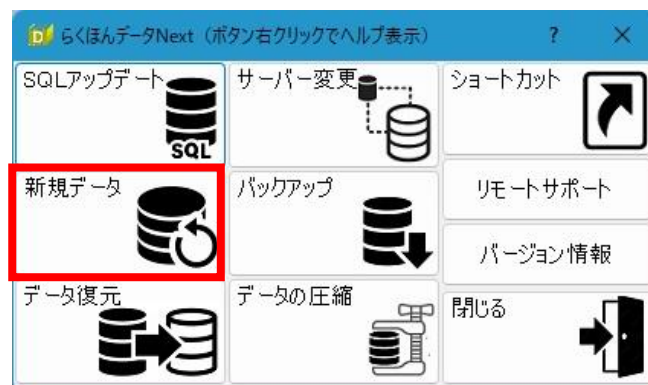 らくほんデータNext（ボタン右クリックでヘルプ表示）
SQLアップデート
SQL
サーバー変更
ショートカット
新規データ
バックアップ
リモートサポート
バージョン情報
データ復元
データの圧縮
閉じる